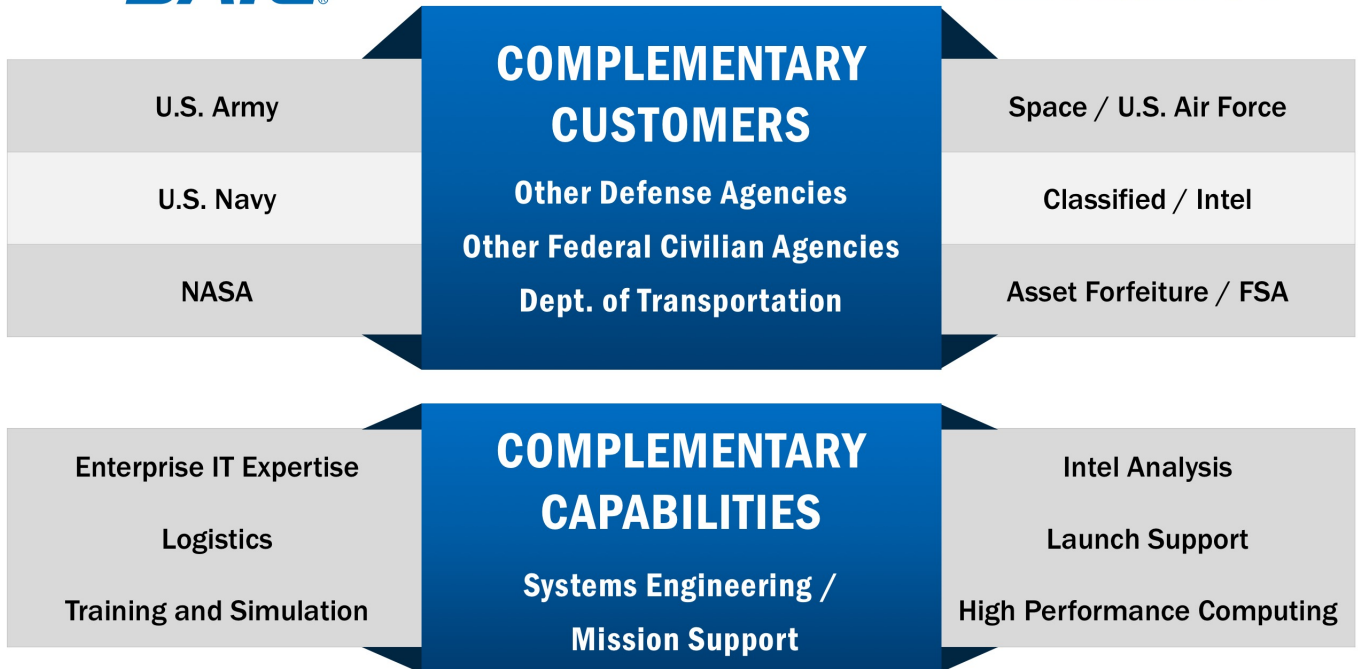 COMPLEMENTARY
CUSTOMERS
Other Defense Agencies
Other Federal Civilian Agencies
Dept. of Transportation
U.S. Army
U.S. Navy
NASA
Space / U.S. Air Force
Classified / Intel
Asset Forfeiture / FSA
COMPLEMENTARY
CAPABILITIES
Systems Engineering /
Mission Support
Enterprise IT Expertise
Logistics
Training and Simulation
Intel Analysis
Launch Support
High Performance Computing